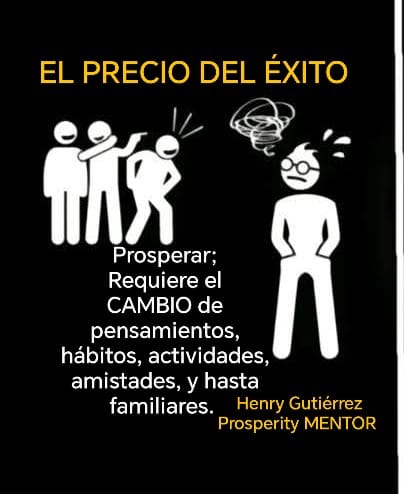 EL PRECIO DEL ÉXITO
Prosperar;
Requiere el
CAMBIO de
pensamientos,
hábitos, actividades,
amistades, y hasta
familiares.
Henry Gutiérrez
Prosperity MENTOR